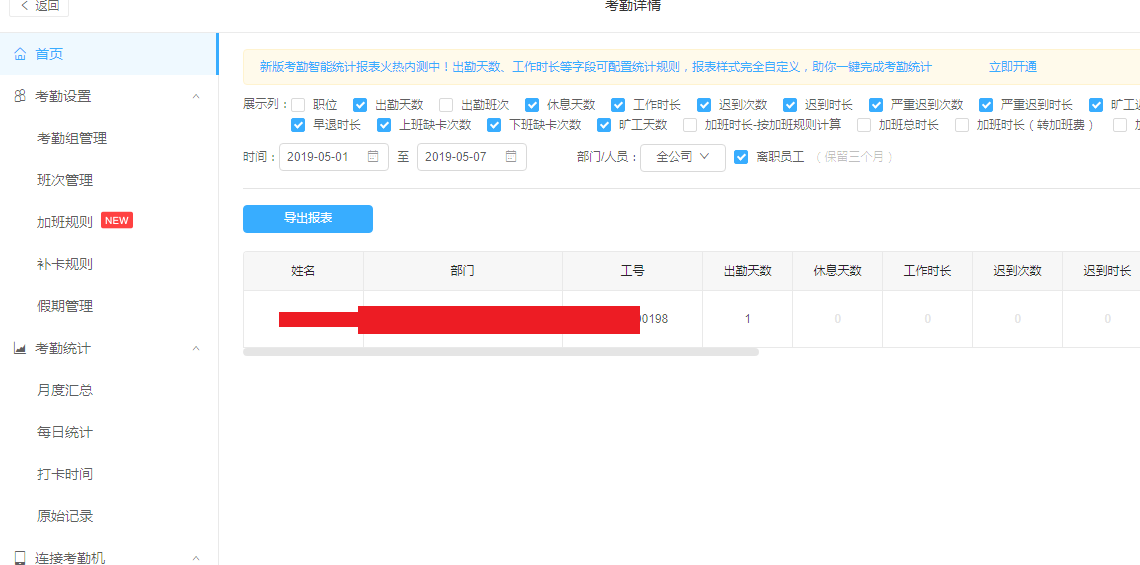 返回
考勤详情
首页
考勤设置
考勤组管理
班次管理
加班规则 NEW
补卡规则
假期管理
考勤统计
月度汇总
每日统计
打卡时间
原始记录
连接考勤机
新版考勤智能统计报表火热内测中！出勤天数、工作时长等字段可配置统计规则，报表样式完全自定义，助你一键完成考勤统计 立即开通
展示列： 职位 出勤天数 出勤班次 休息天数 工作时长 迟到次数 迟到时长 严重迟到次数 严重迟到时长 旷工
早退时长 上班缺卡次数 下班缺卡次数 旷工天数 加班时长-按加班规则计算 加班总时长 加班时长（转加班费）
时间： 2019-05-01 至 2019-05-07 部门/人员： 全公司 离职员工 （保留三个月）
导出报表
姓名 部门 工号 出勤天数 休息天数 工作时长 迟到次数 迟到时长
0198 1 0 0 0 0